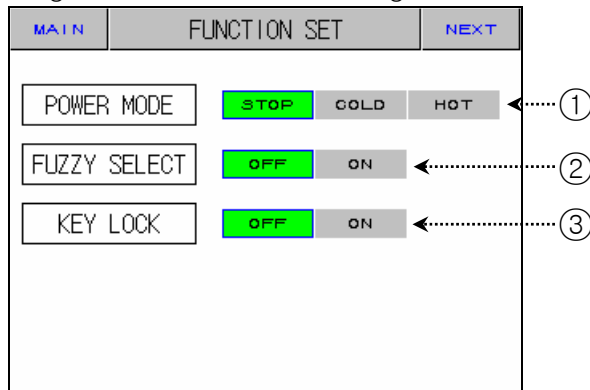 MAIN FUNCTION SET NEXT
POWER MODE STOP COLD HOT ①
FUZZY SELECT OFF ON ②
KEY LOCK OFF ON ③